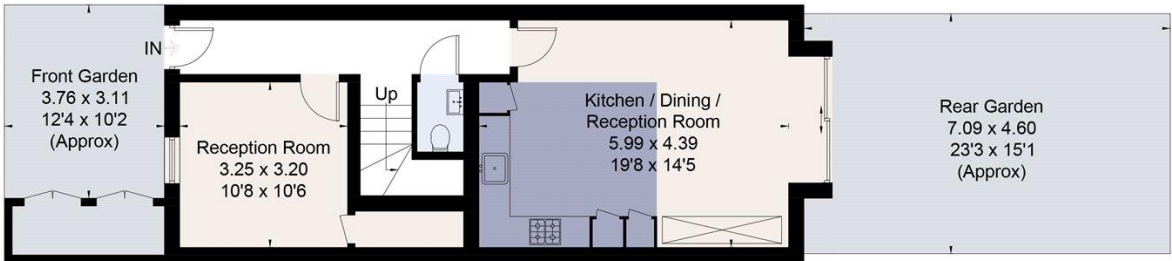 IN
Front Garden
3.76 x 3.11
12'4 x 10'2
(Approx)
Reception Room
3.25 x 3.20
10'8 x 10'6
Up
Kitchen / Dining /
Reception Room
5.99 x 4.39
19'8 x 14'5
Rear Garden
7.09 x 4.60
23'3 x 15'1
(Approx)